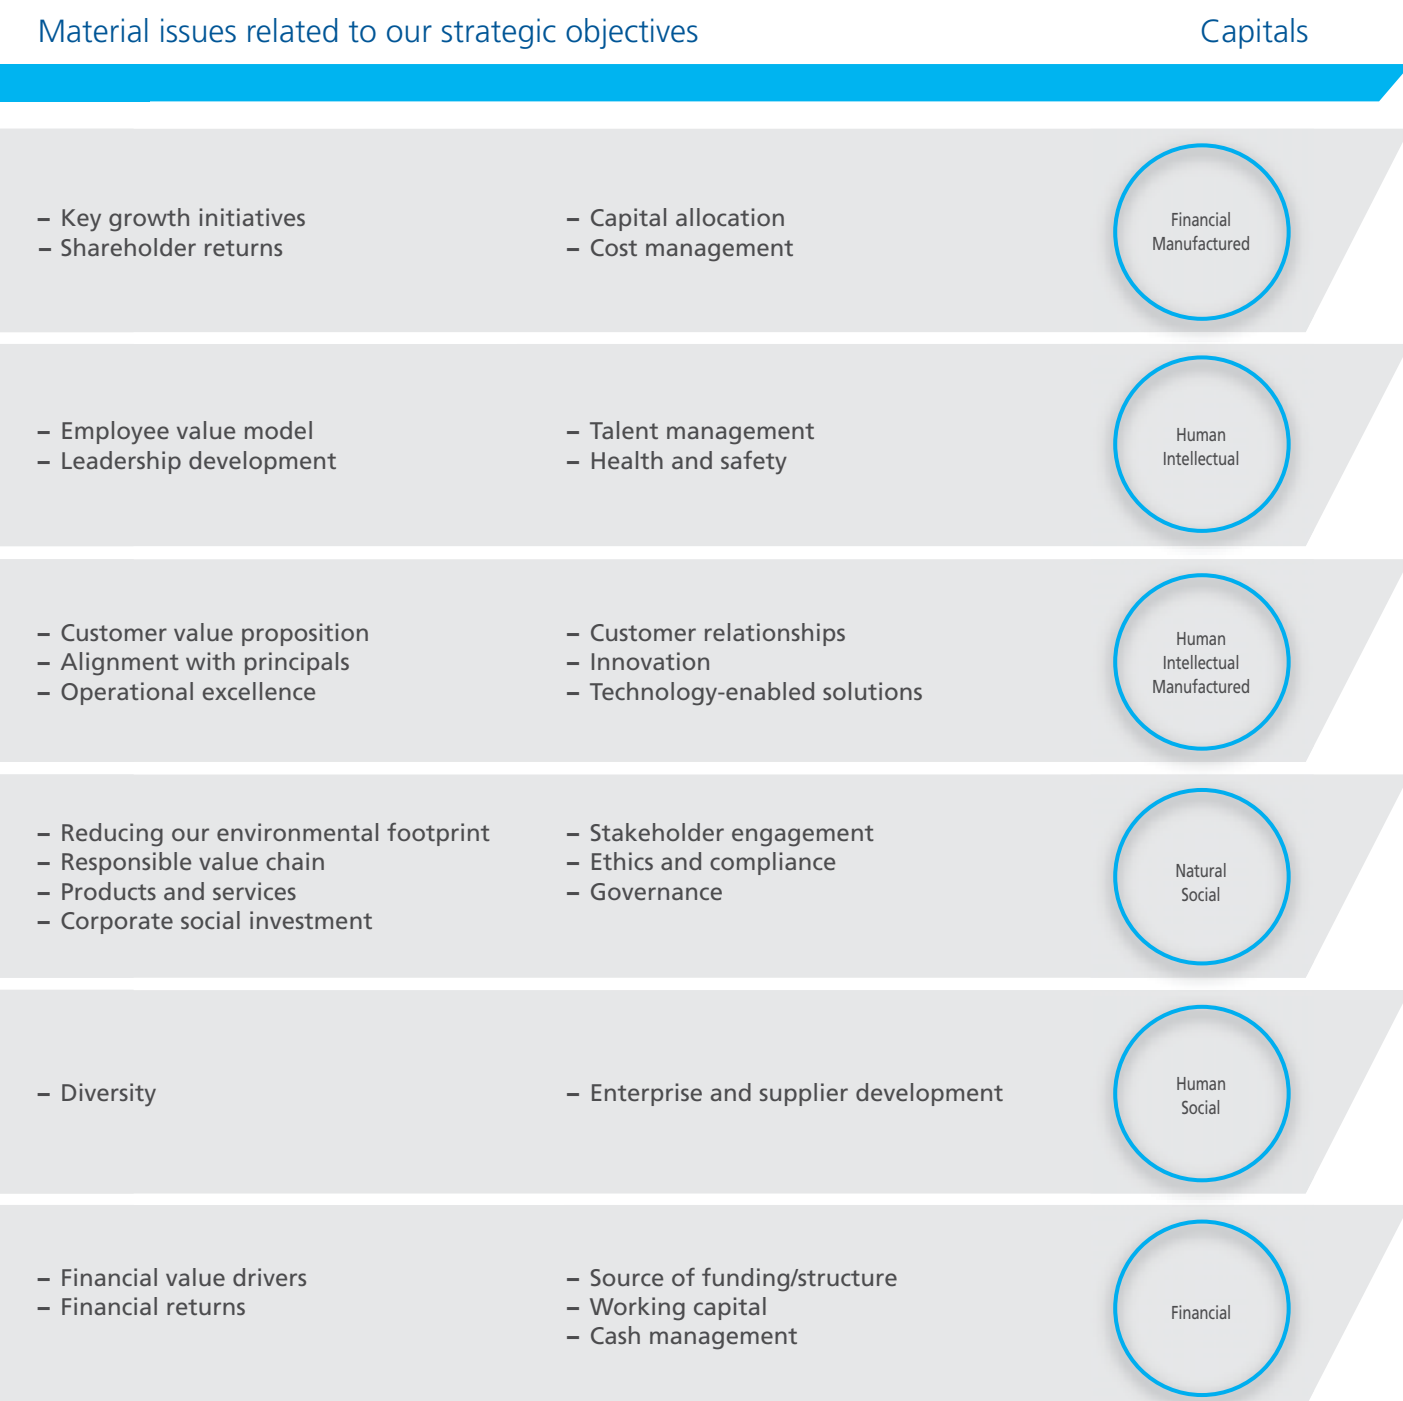 Material issues related to our strategic objectives
Capitals
– Key growth initiatives
– Shareholder returns
– Capital allocation
– Cost management
Financial
Manufactured
– Employee value model
– Leadership development
– Talent management
– Health and safety
Human
Intellectual
– Customer value proposition
– Alignment with principals
– Operational excellence
– Customer relationships
– Innovation
– Technology-enabled solutions
Human
Intellectual
Manufactured
– Reducing our environmental footprint
– Responsible value chain
– Products and services
– Corporate social investment
– Stakeholder engagement
– Ethics and compliance
– Governance
Natural
Social
– Diversity
– Enterprise and supplier development
Human
Social
– Financial value drivers
– Financial returns
– Source of funding/structure
– Working capital
– Cash management
Financial